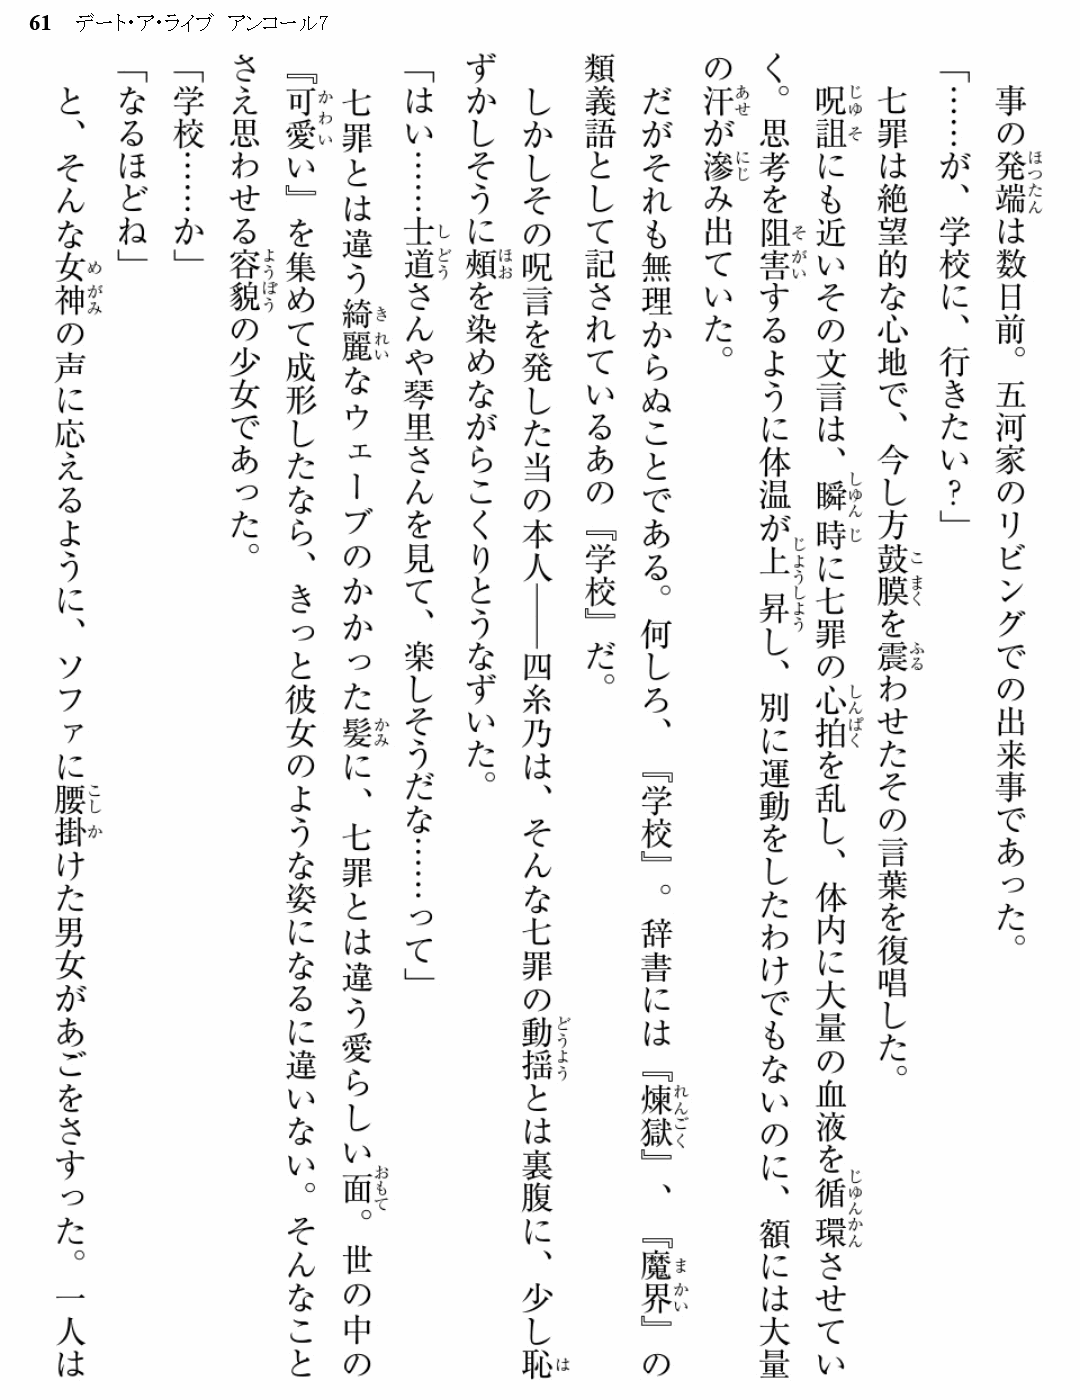 61　デート・ア・ライブ　アンコール7
　事の発端は数日前。五河家のリビングでの出来事であった。
「……が、学校に、行きたい?」
　七罪は絶望的な心地で、今し方鼓膜を震わせたその言葉を復唱した。
　呪詛にも近いその文言は、瞬時に七罪の心拍を乱し、体内に大量の血液を循環させてい
く。思考を阻害するように体温が上昇し、別に運動をしたわけでもないのに、額には大量
の汗が滲み出ていた。
　だがそれも無理からぬことである。何しろ、『学校』。辞書には『煉獄』、『魔界』の
類義語として記されているあの『学校』だ。
　しかしその呪言を発した当の本人――四糸乃は、そんな七罪の動揺とは裏腹に、少し恥
ずかしそうに頰を染めながらこくりとうなずいた。
「はい……士道さんや琴里さんを見て、楽しそうだな……って」
　七罪とは違う綺麗なウェーブのかかった髪に、七罪とは違う愛らしい面。世の中の
『可愛い』を集めて成形したなら、きっと彼女のような姿になるに違いない。そんなこと
さえ思わせる容貌の少女であった。
「学校……か」
「なるほどね」
　と、そんな女神の声に応えるように、ソファに腰掛けた男女があごをさすった。一人は